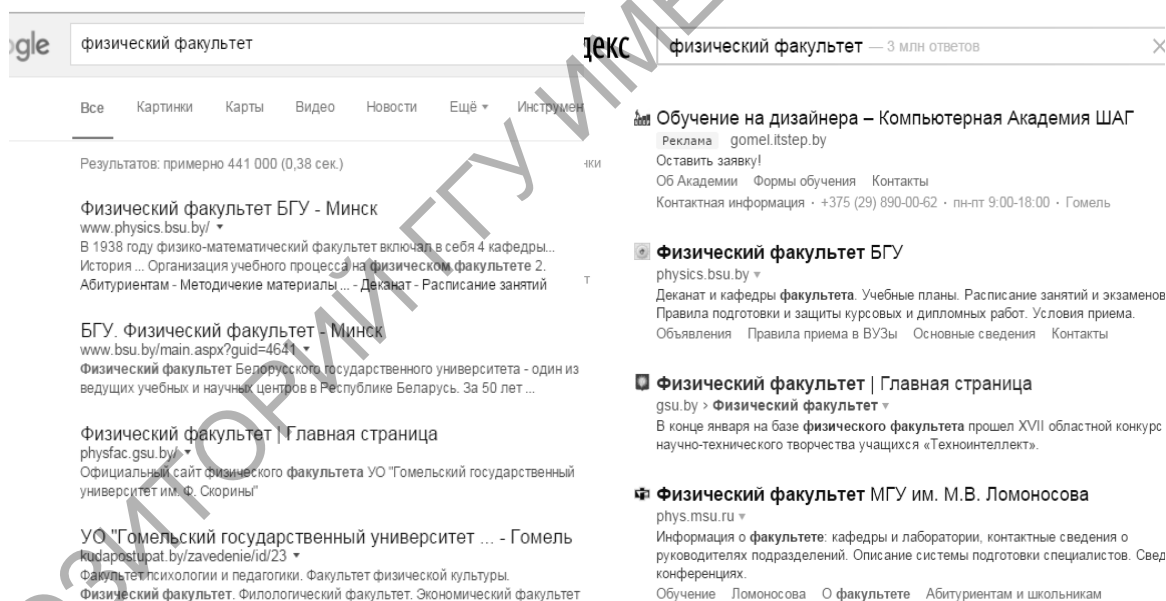 ogle
физический факультет
Все Картинки Карты Видео Новости Ещё Инструмен
Результатов: примерно 441 000 (0,38 сек.)
Физический факультет БГУ - Минск
www.physics.bsu.by/
В 1938 году физико-математический факультет включал в себя 4 кафедры...
История ... Организация учебного процесса на физическом факультете 2.
Абитуриентам - Методичекие материалы ... - Деканат - Расписание занятий
БГУ. Физический факультет - Минск
www.bsu.by/main.aspx?guid=4641
Физический факультет Белорусского государственного университета - один из
ведущих учебных и научных центров в Республике Беларусь. За 50 лет ...
Физический факультет | Главная страница
physfac.gsu.by/
Официальный сайт физического факультета УО "Гомельский государственный
университет им. Ф. Скорины"
УО "Гомельский государственный университет ... - Гомель
kudapostupat.by/zavedenie/id/23
Факультет психологии и педагогики. Факультет физической культуры.
Физический факультет. Филологический факультет. Экономический факультет
декс
физический факультет — 3 млн ответов
Обучение на дизайнера – Компьютерная Академия ШАГ
Реклама gomel.itstep.by
Оставить заявку!
Об Академии Формы обучения Контакты
Контактная информация · +375 (29) 890-00-62 · пн-пт 9:00-18:00 · Гомель
Физический факультет БГУ
physics.bsu.by
Деканат и кафедры факультета. Учебные планы. Расписание занятий и экзаменов
Правила подготовки и защиты курсовых и дипломных работ. Условия приема.
Объявления Правила приема в ВУЗы Основные сведения Контакты
Физический факультет | Главная страница
gsu.by › Физический факультет
В конце января на базе физического факультета прошел XVII областной конкурс
научно-технического творчества учащихся «Техноинтеллект».
Физический факультет МГУ им. М.В. Ломоносова
phys.msu.ru
Информация о факультете: кафедры и лаборатории, контактные сведения о
руководителях подразделений. Описание системы подготовки специалистов. Свед
конференциях.
Обучение Ломоносова О факультете Абитуриентам и школьникам
ОЗИТОРИЙ ГГУ ИМЕ